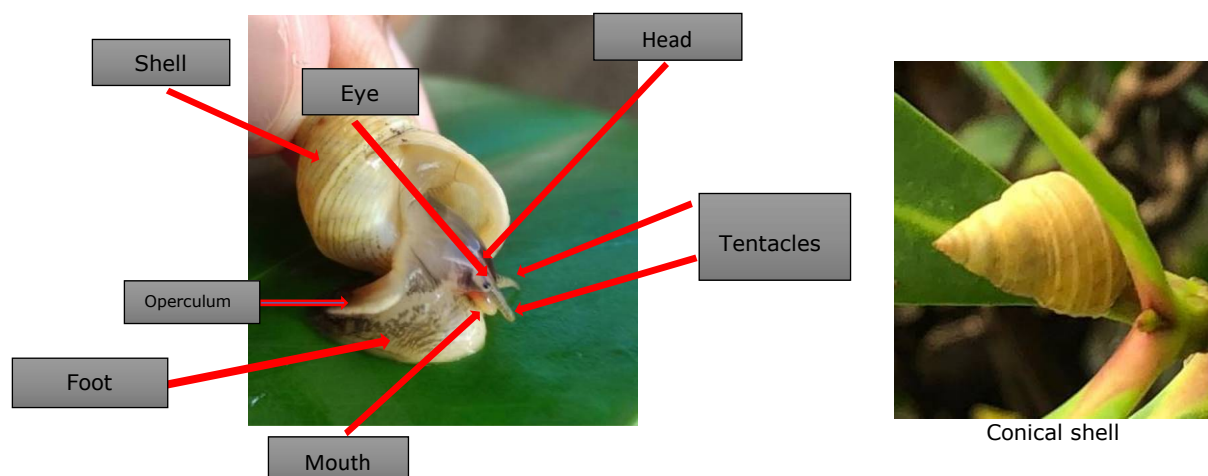 Head
Shell
Eye
Tentacles
Operculum
Foot
Mouth
Conical shell